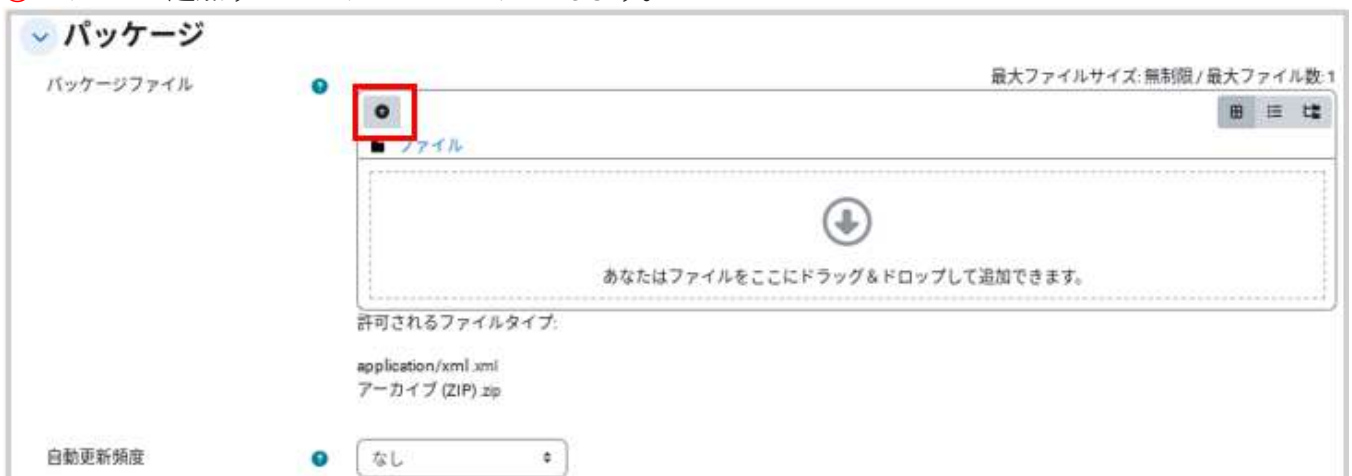 パッケージ
最大ファイルサイズ: 無制限 / 最大ファイル数: 1
パッケージファイル
ファイル
あなたはファイルをここにドラッグ＆ドロップして追加できます。
許可されるファイルタイプ:
application/xml .xml
アーカイブ (ZIP) .zip
自動更新頻度
なし